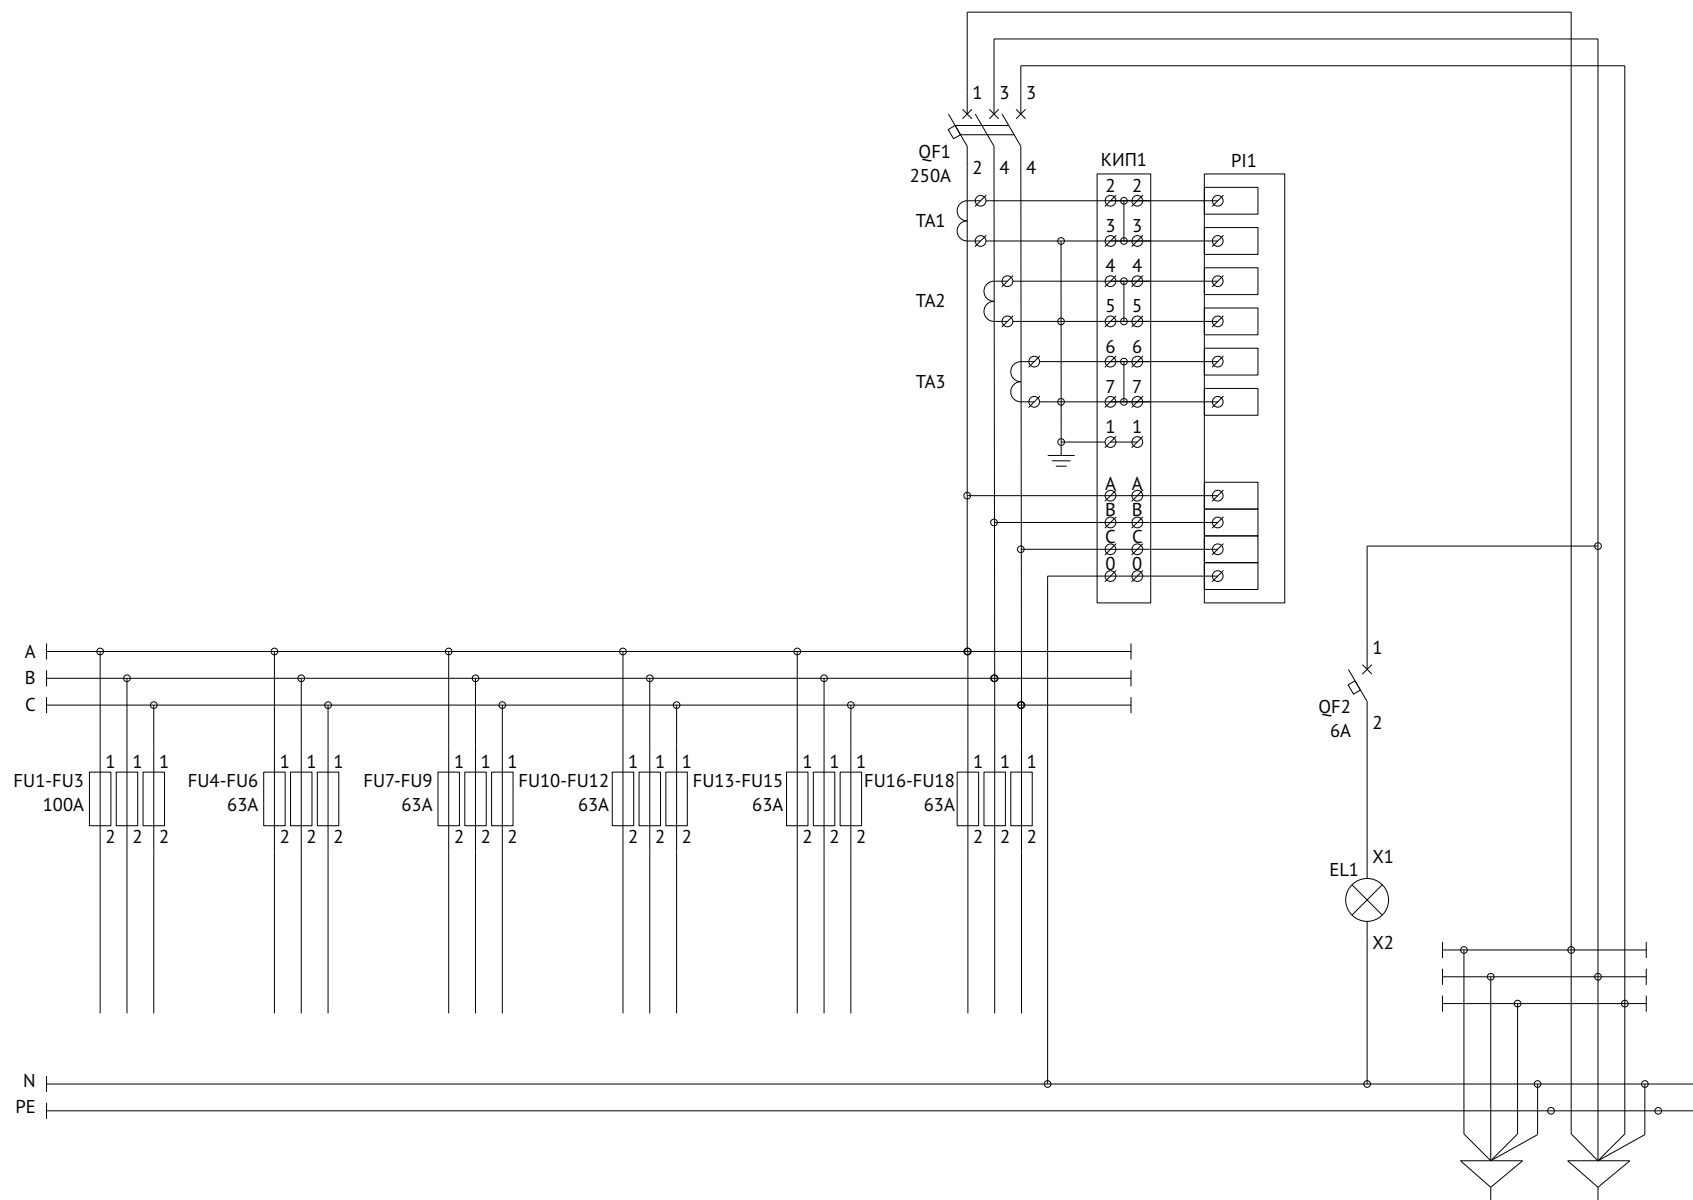 1 3 3
QF1
250A
2 4 4
КИП1
PI1
TA1
2 2
3 3
TA2
4 4
5 5
TA3
6 6
7 7
1 1
A A
B B
C C
0 0
A
B
C
1
QF2
6A
2
FU1-FU3
100A
1 1 1
2 2 2
FU4-FU6
63A
1 1 1
2 2 2
FU7-FU9
63A
1 1 1
2 2 2
FU10-FU12
63A
1 1 1
2 2 2
FU13-FU15
63A
1 1 1
2 2 2
FU16-FU18
63A
1 1 1
2 2 2
X1
EL1
X2
N
PE